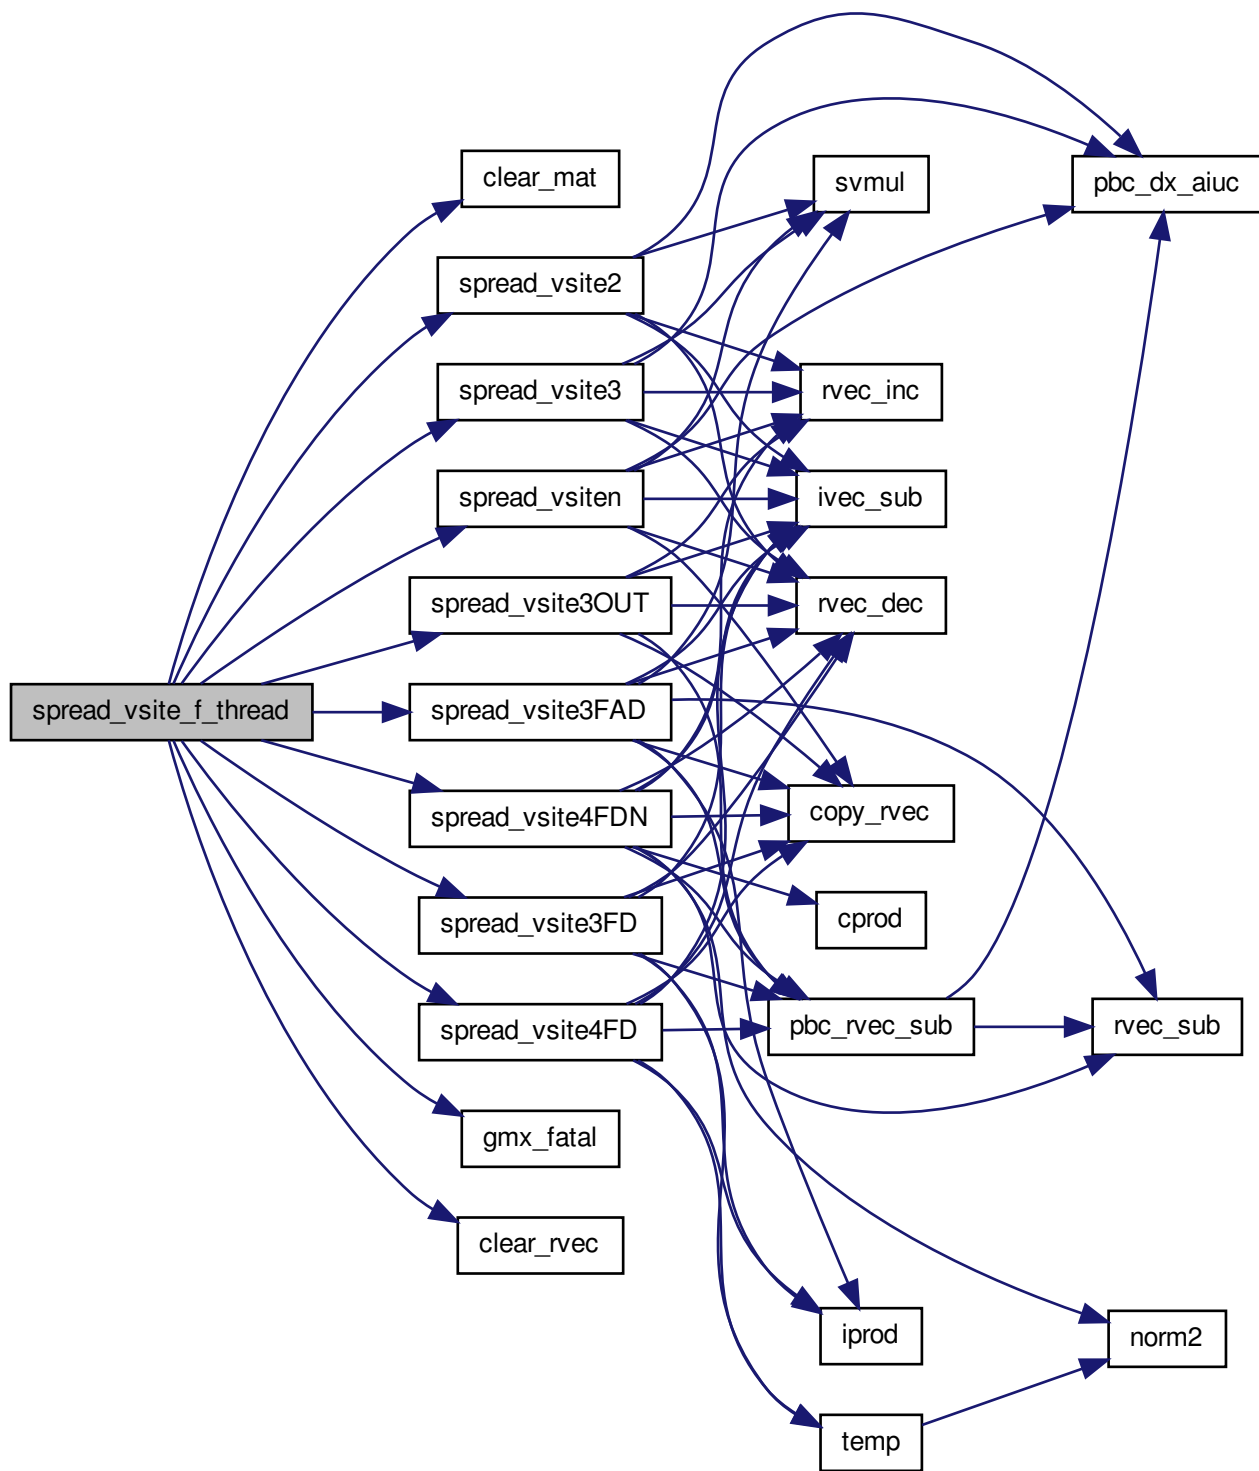 spread_vsite_f_thread
clear_mat
spread_vsite2
spread_vsite3
spread_vsiten
spread_vsite3OUT
spread_vsite3FAD
spread_vsite4FDN
spread_vsite3FD
spread_vsite4FD
gmx_fatal
clear_rvec
svmul
rvec_inc
ivec_sub
rvec_dec
copy_rvec
cprod
pbc_rvec_sub
iprod
temp
pbc_dx_aiuc
rvec_sub
norm2